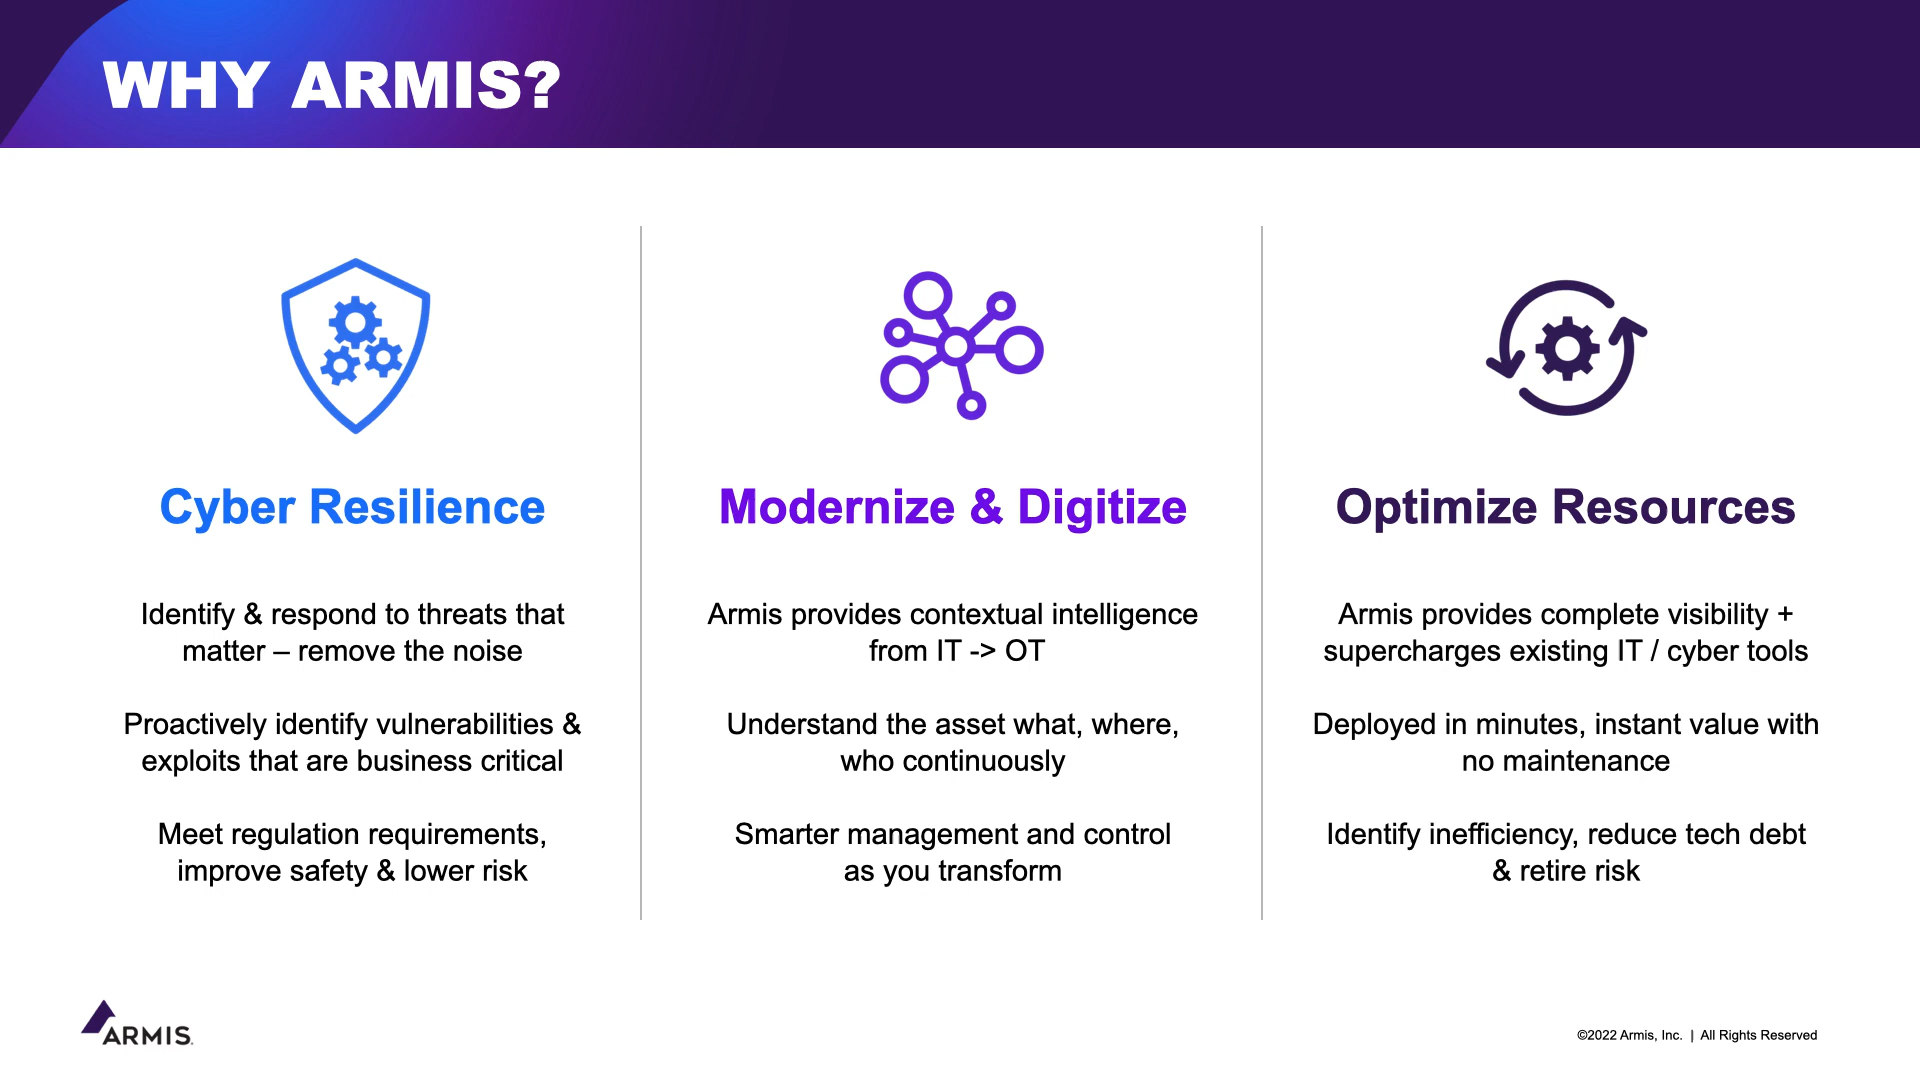 WHY ARMIS?
Cyber Resilience
Identify & respond to threats that
matter – remove the noise
Proactively identify vulnerabilities &
exploits that are business critical
Meet regulation requirements,
improve safety & lower risk
Modernize & Digitize
Armis provides contextual intelligence
from IT -> OT
Understand the asset what, where,
who continuously
Smarter management and control
as you transform
Optimize Resources
Armis provides complete visibility +
supercharges existing IT / cyber tools
Deployed in minutes, instant value with
no maintenance
Identify inefficiency, reduce tech debt
& retire risk
ARMIS
©2022 Armis, Inc. | All Rights Reserved